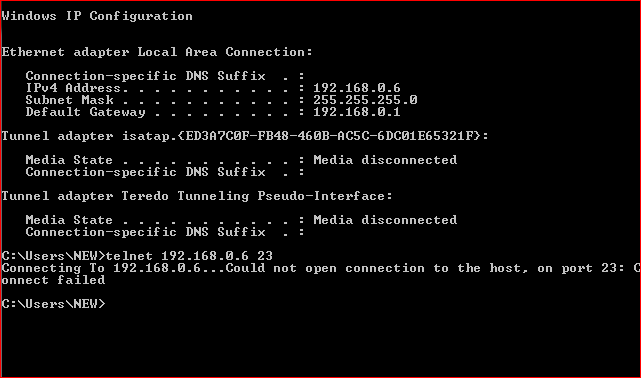 Windows IP Configuration
Ethernet adapter Local Area Connection:
Connection-specific DNS Suffix . :
IPv4 Address. . . . . . . . . . . : 192.168.0.6
Subnet Mask . . . . . . . . . . . : 255.255.255.0
Default Gateway . . . . . . . . . : 192.168.0.1
Tunnel adapter isatap.{ED3A7C0F-FB48-460B-AC5C-6DC01E65321F}:
Media State . . . . . . . . . . . : Media disconnected
Connection-specific DNS Suffix . :
Tunnel adapter Teredo Tunneling Pseudo-Interface:
Media State . . . . . . . . . . . : Media disconnected
Connection-specific DNS Suffix . :
C:\Users\NEW>telnet 192.168.0.6 23
Connecting To 192.168.0.6...Could not open connection to the host, on port 23: C
onnect failed
C:\Users\NEW>